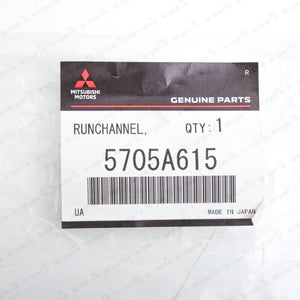 R
MITSUBISHI
MOTORS
GENUINE PARTS
RUNCHANNEL, QTY: 1
5705A615
UA MADE IN JAPAN